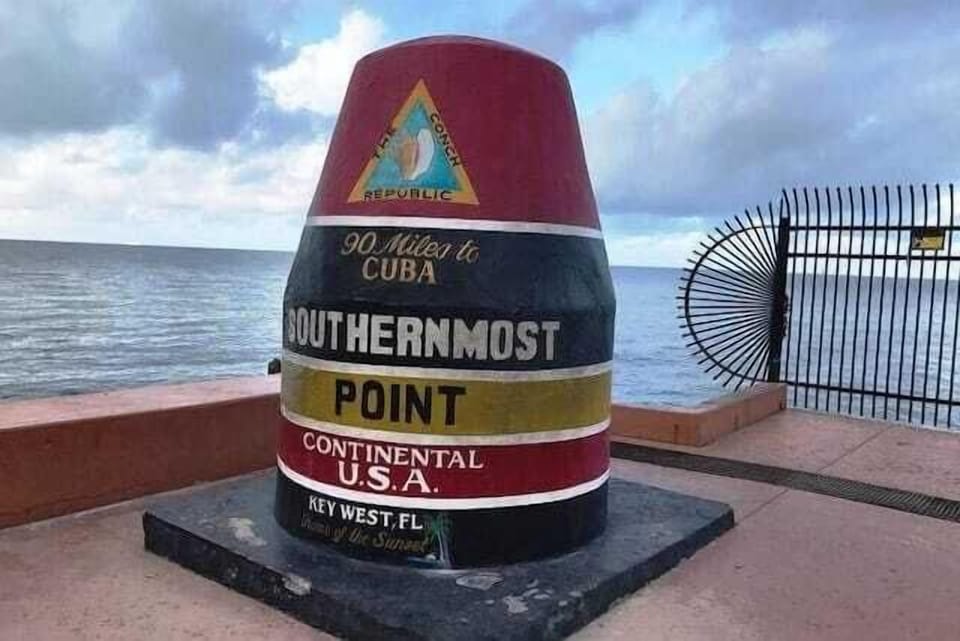 THE CONCH
REPUBLIC
90 Miles to
CUBA
SOUTHERNMOST
POINT
CONTINENTAL
U.S.A.
KEY WEST, FL
Home of the Sunset